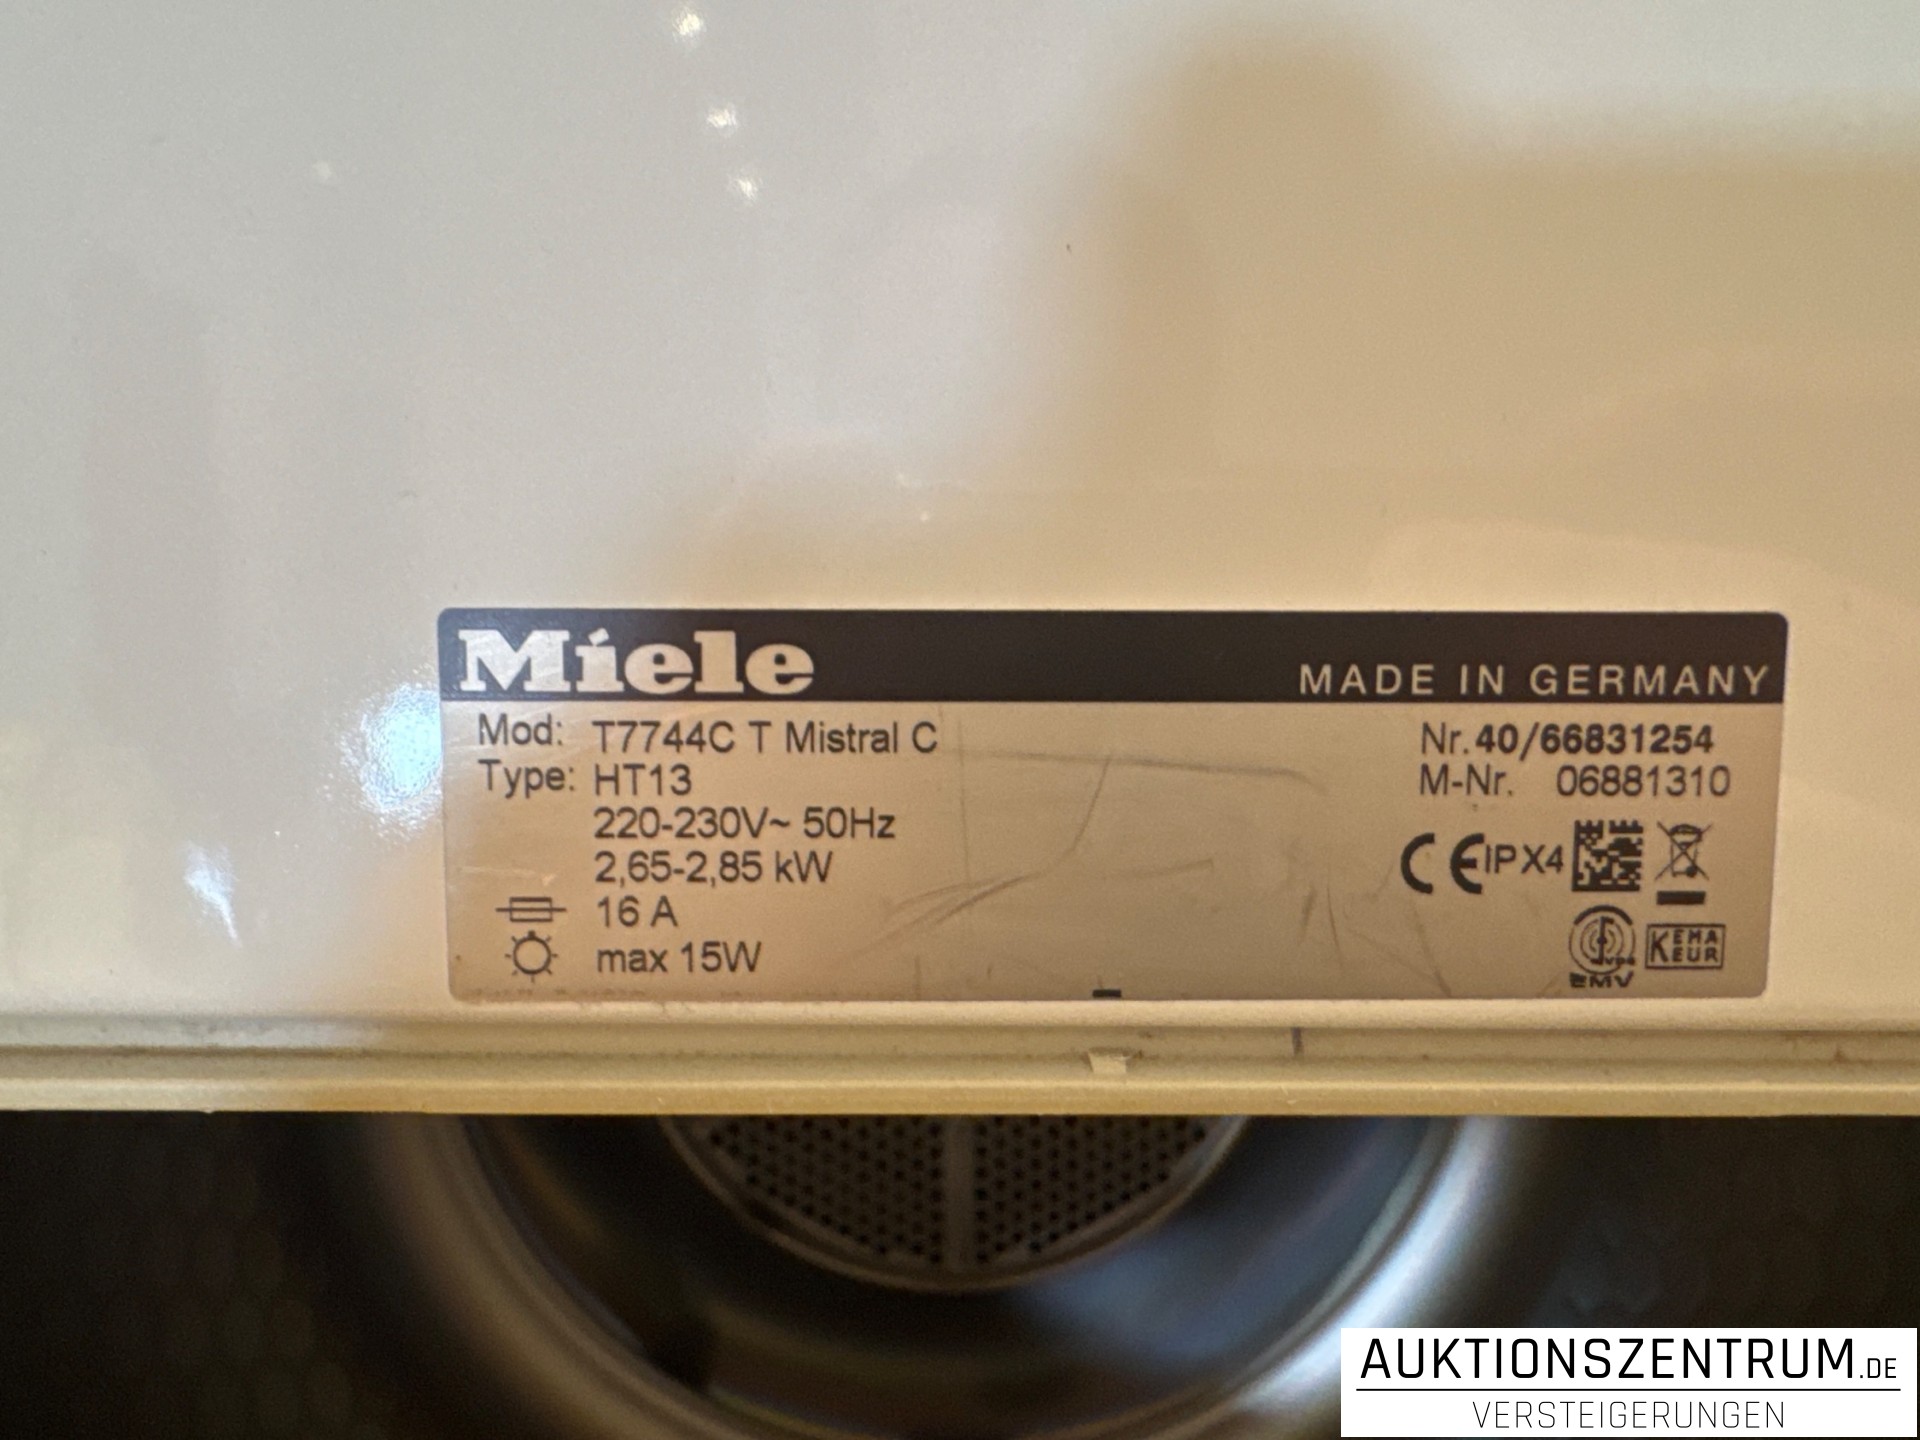 Miele
MADE IN GERMANY
Mod: T7744C T Mistral C
Type: HT13
220-230V~ 50Hz
2,65-2,85 kW
16 A
max 15W
Nr. 40/66831254
M-Nr. 06881310
CE IPX4
VDE
EMV
KEMA
KEUR
AUKTIONSZENTRUM.DE
VERSTEIGERUNGEN